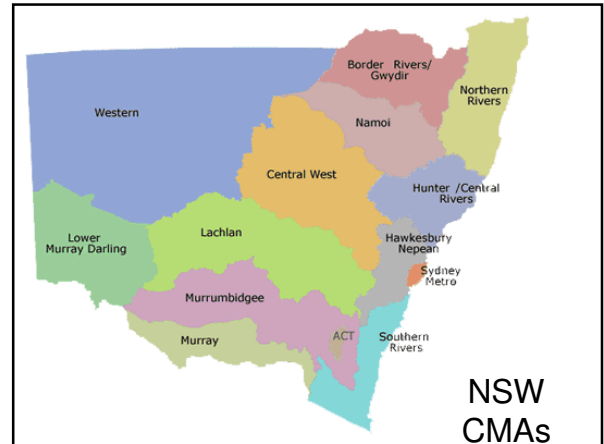 Border Rivers/
Gwydir
Northern
Rivers
Western
Namoi
Central West
Hunter /Central
Rivers
Lower
Murray Darling
Lachlan
Hawkesbury
Nepean
Sydney
Metro
Murrumbidgee
Murray
ACT
Southern
Rivers
NSW
CMAs